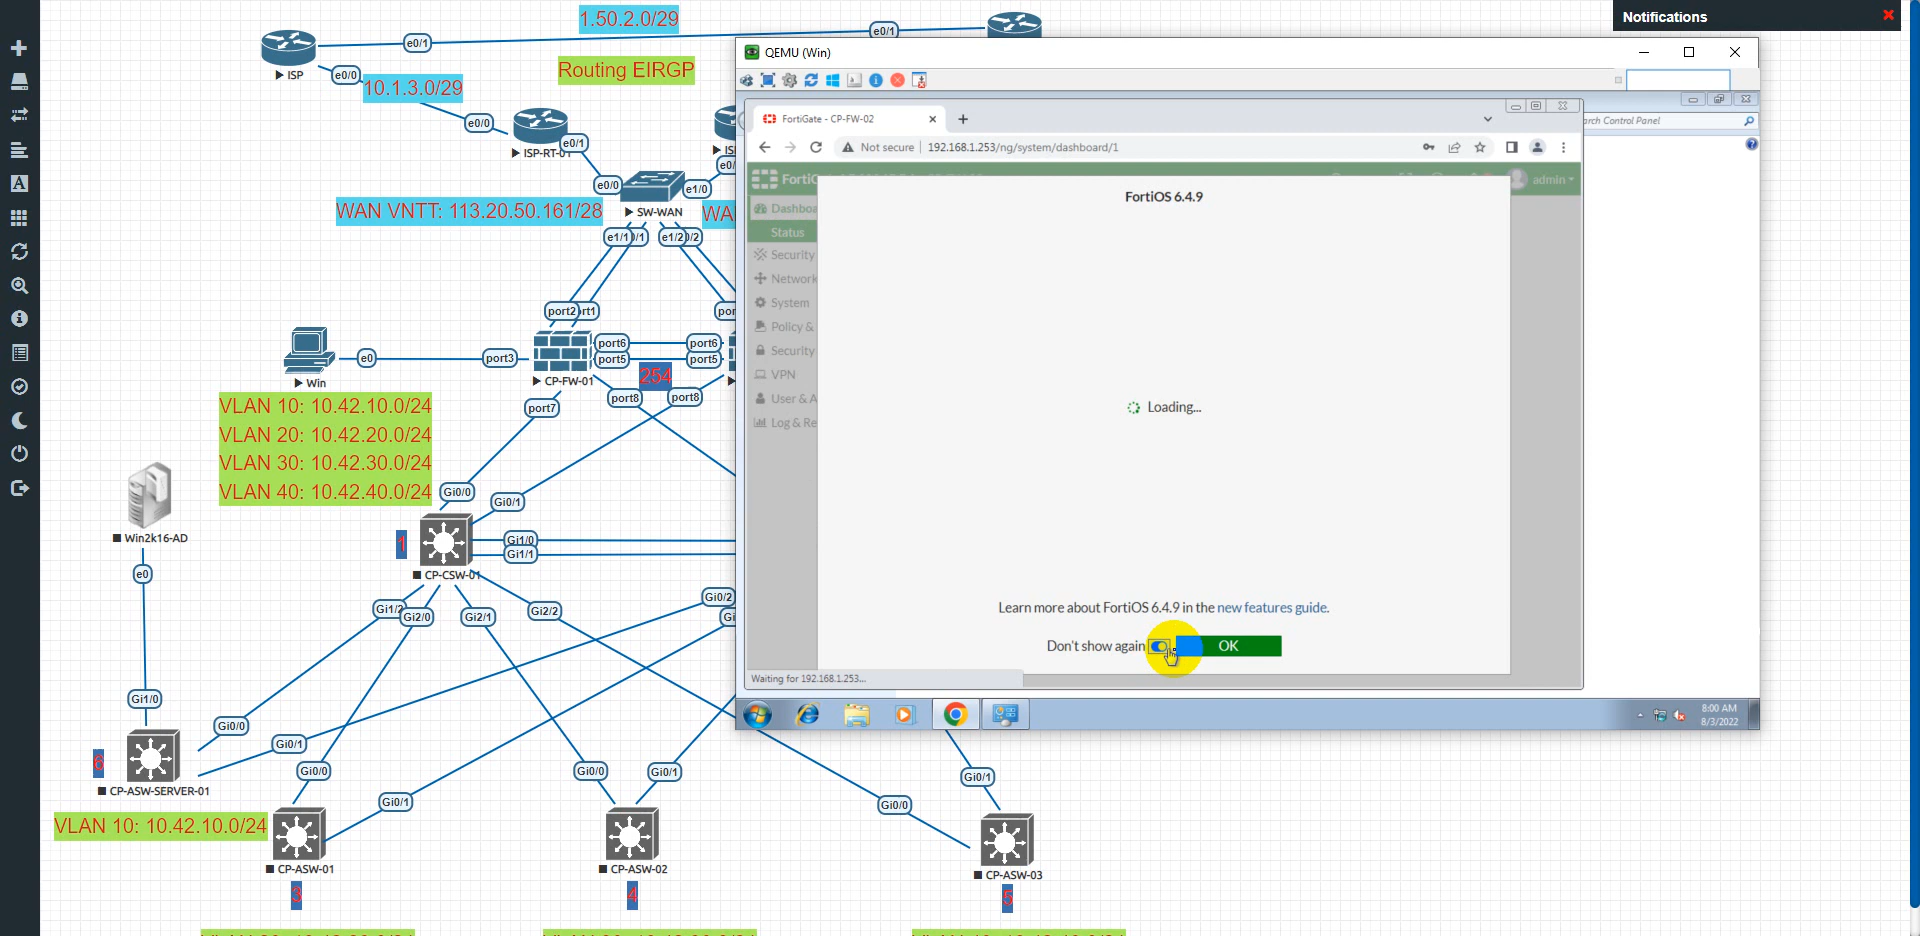 1.50.2.0/29
Notifications
e0/1
e0/1
ISP
e0/0
Routing EIRGP
10.1.3.0/29
e0/0
e0/1
ISP-RT-01
e0/0
e1/0
WAN VNTT: 113.20.50.161/28
SW-WAN
e1/1
e1/2
port2
port6
port6
port5
port5
e0
port3
254
Win
CP-FW-01
port8
port8
port7
VLAN 10: 10.42.10.0/24
VLAN 20: 10.42.20.0/24
VLAN 30: 10.42.30.0/24
VLAN 40: 10.42.40.0/24
Gi0/0
Gi0/1
Win2k16-AD
1
Gi1/0
Gi1/1
e0
CP-CSW-01
Gi1/2
Gi2/0
Gi2/1
Gi2/2
Gi0/2
Gi1/0
Gi0/0
Gi0/1
6
CP-ASW-SERVER-01
Gi0/0
Gi0/1
Gi0/0
Gi0/1
Gi0/0
Gi0/1
VLAN 10: 10.42.10.0/24
CP-ASW-01
CP-ASW-02
CP-ASW-03
3
4
5
QEMU (Win)
Control Panel
FortiGate - CP-FW-02
Not secure
192.168.1.253/ng/system/dashboard/1
admin
FortiOS 6.4.9
Status
Security
Network
System
Policy &
Security
VPN
User & A
Log & Re
Loading...
Learn more about FortiOS 6.4.9 in the new features guide.
Don't show again
OK
Waiting for 192.168.1.253...
8:00 AM
8/3/2022